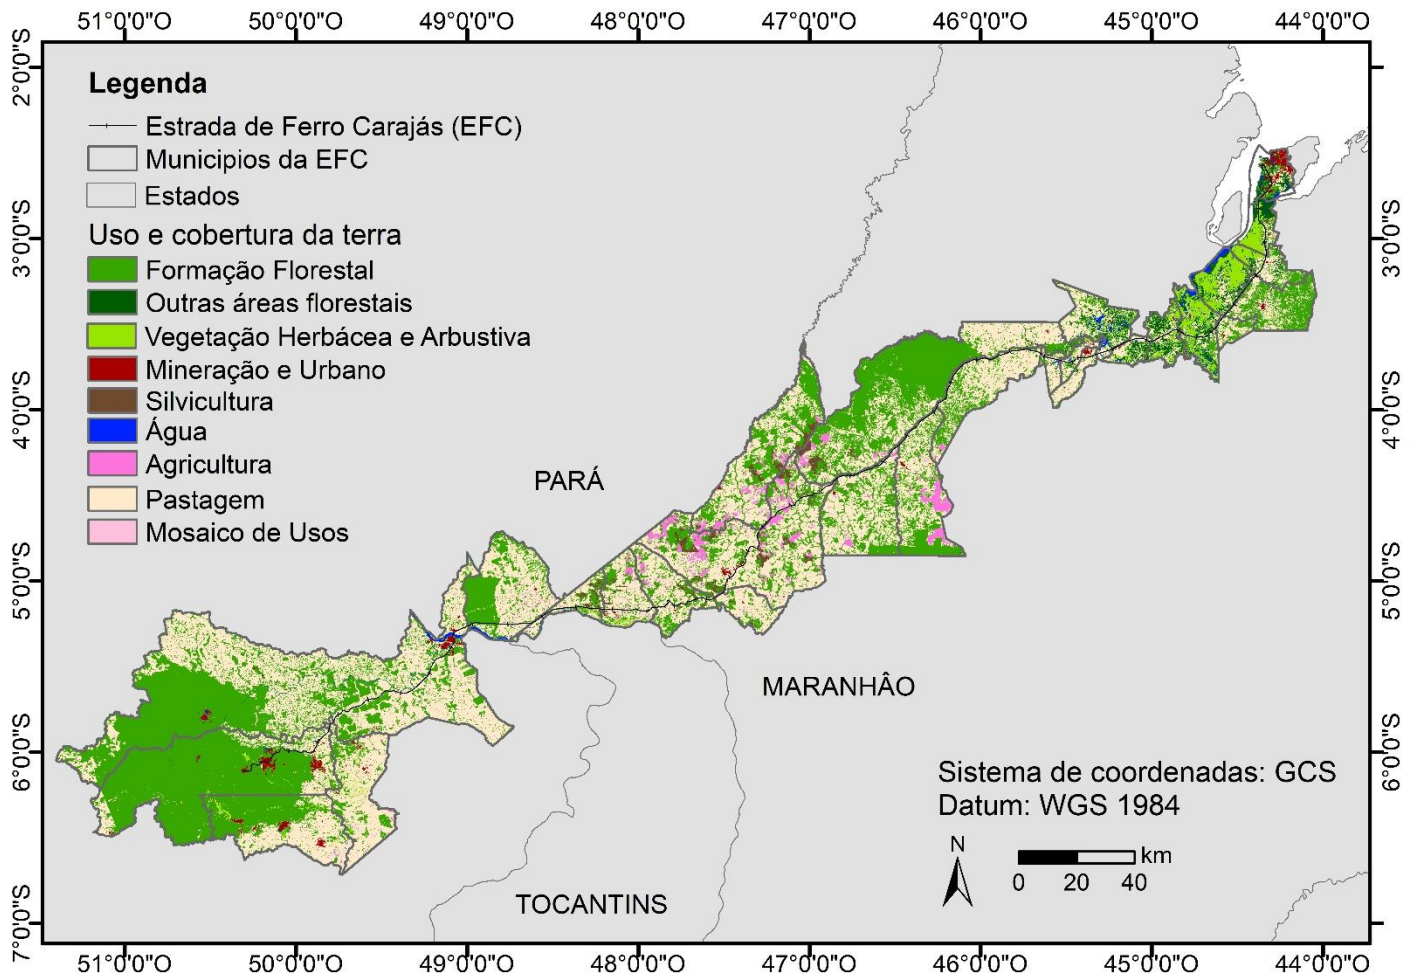 51°0'0"O 50°0'0"O 49°0'0"O 48°0'0"O 47°0'0"O 46°0'0"O 45°0'0"O 44°0'0"O
2°0'0"S
3°0'0"S
4°0'0"S
5°0'0"S
6°0'0"S
7°0'0"S
Legenda
Estrada de Ferro Carajás (EFC)
Municipios da EFC
Estados
Uso e cobertura da terra
Formação Florestal
Outras áreas florestais
Vegetação Herbácea e Arbustiva
Mineração e Urbano
Silvicultura
Água
Agricultura
Pastagem
Mosaico de Usos
PARÁ
MARANHÂO
TOCANTINS
Sistema de coordenadas: GCS
Datum: WGS 1984
N
km
0 20 40
3°0'0"S
4°0'0"S
5°0'0"S
6°0'0"S
51°0'0"O 50°0'0"O 49°0'0"O 48°0'0"O 47°0'0"O 46°0'0"O 45°0'0"O 44°0'0"O